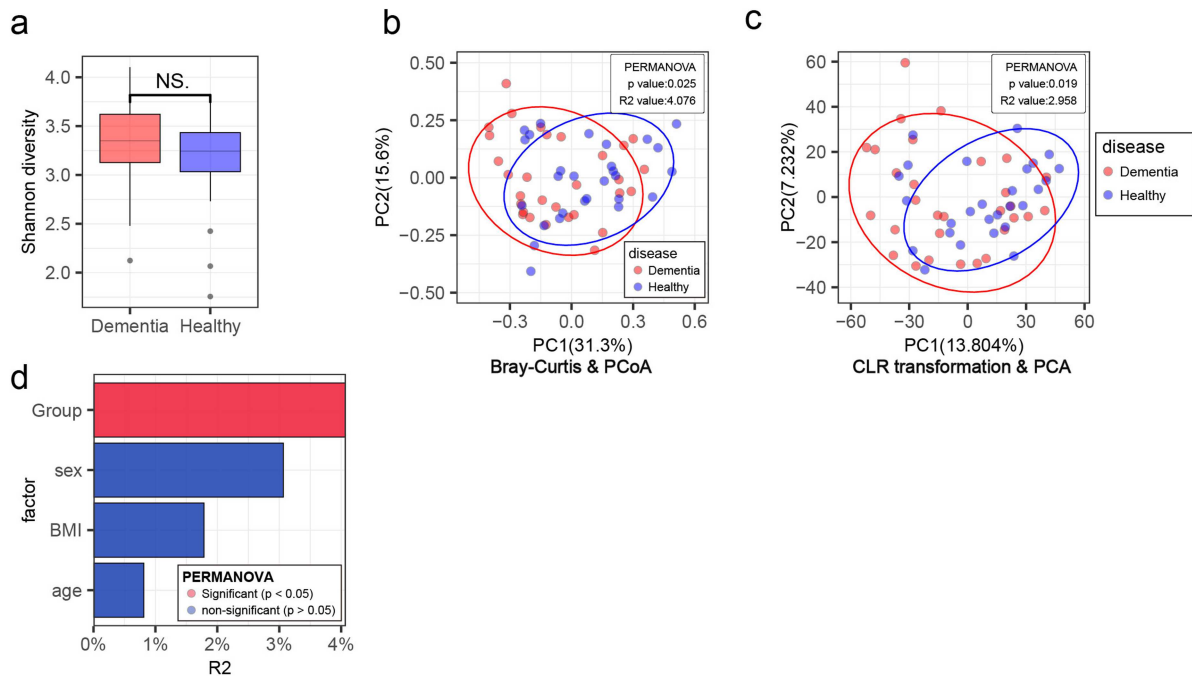 a
4.0
3.5
3.0
2.5
2.0
Shannon diversity
NS.
Dementia Healthy
b
0.50
0.25
0.00
−0.25
−0.50
PC2(15.6%)
PERMANOVA
p value:0.025
R2 value:4.076
disease
Dementia
Healthy
−0.3 0.0 0.3 0.6
PC1(31.3%)
Bray-Curtis & PCoA
c
60
40
20
0
−20
−40
PC2(7.232%)
PERMANOVA
p value:0.019
R2 value:2.958
−60 −30 0 30 60
PC1(13.804%)
CLR transformation & PCA
disease
Dementia
Healthy
d
Group
sex
BMI
age
factor
PERMANOVA
Significant (p < 0.05)
non-significant (p > 0.05)
0% 1% 2% 3% 4%
R2